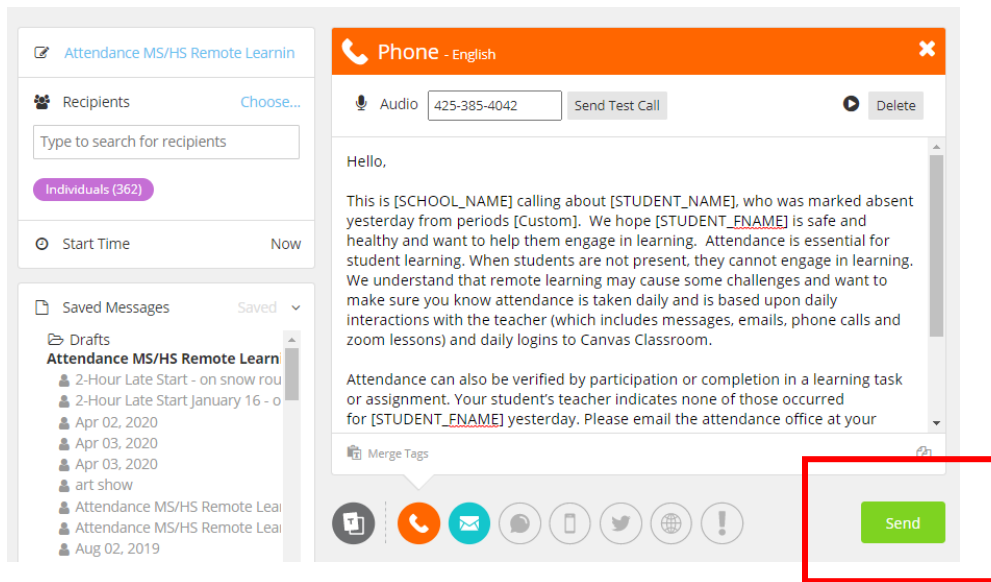 Attendance MS/HS Remote Learnin
Recipients Choose...
Type to search for recipients
Individuals (362)
Start Time Now
Saved Messages Saved
Drafts
Attendance MS/HS Remote Learni
2-Hour Late Start - on snow rou
2-Hour Late Start January 16 - o
Apr 02, 2020
Apr 03, 2020
Apr 03, 2020
art show
Attendance MS/HS Remote Lear
Attendance MS/HS Remote Lear
Aug 02, 2019
Phone - English
Audio 425-385-4042 Send Test Call Delete
Hello,
This is [SCHOOL_NAME] calling about [STUDENT_NAME], who was marked absent
yesterday from periods [Custom]. We hope [STUDENT_FNAME] is safe and
healthy and want to help them engage in learning. Attendance is essential for
student learning. When students are not present, they cannot engage in learning.
We understand that remote learning may cause some challenges and want to
make sure you know attendance is taken daily and is based upon daily
interactions with the teacher (which includes messages, emails, phone calls and
zoom lessons) and daily logins to Canvas Classroom.
Attendance can also be verified by participation or completion in a learning task
or assignment. Your student's teacher indicates none of those occurred
for [STUDENT_FNAME] yesterday. Please email the attendance office at your
Merge Tags
T
Send